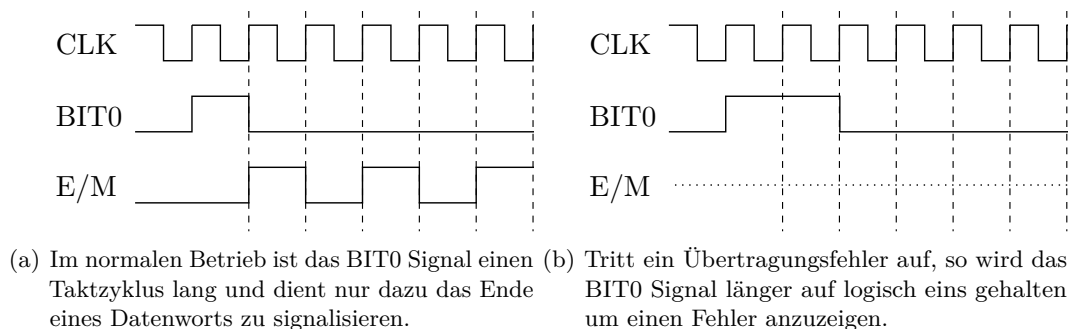 CLK
BIT0
E/M
CLK
BIT0
E/M
(a) Im normalen Betrieb ist das BIT0 Signal einen
Taktzyklus lang und dient nur dazu das Ende
eines Datenworts zu signalisieren.
(b) Tritt ein Übertragungsfehler auf, so wird das
BIT0 Signal länger auf logisch eins gehalten
um einen Fehler anzuzeigen.